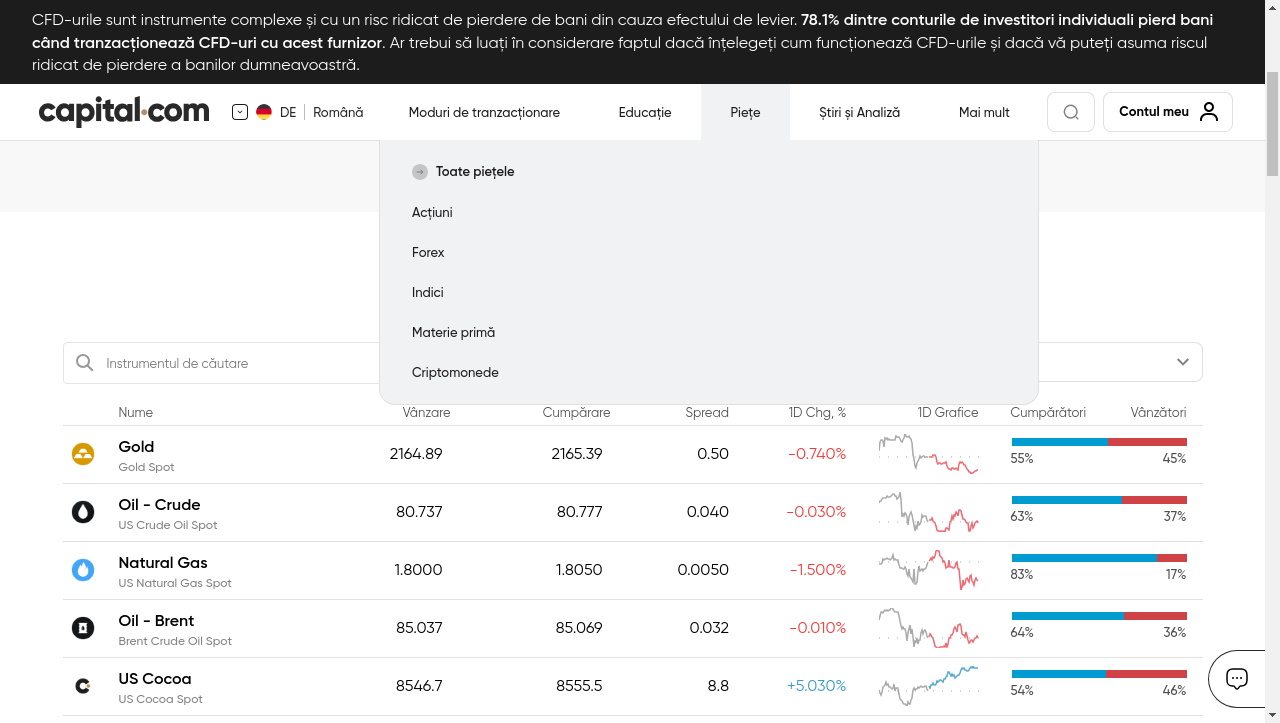 CFD-urile sunt instrumente complexe și cu un risc ridicat de pierdere de bani din cauza efectului de levier. 78.1% dintre conturile de investitori individuali pierd bani
când tranzacționează CFD-uri cu acest furnizor. Ar trebui să luați în considerare faptul dacă înțelegeți cum funcționează CFD-urile și dacă vă puteți asuma riscul
ridicat de pierdere a banilor dumneavoastră.
capital.com DE Română Moduri de tranzacționare Educație Piețe Știri și Analiză Mai mult Contul meu
Toate piețele
Acțiuni
Forex
Indici
Materie primă
Criptomonede
Instrumentul de căutare
Nume Vânzare Cumpărare Spread 1D Chg, % 1D Grafice Cumpărători Vânzători
Gold 2164.89 2165.39 0.50 -0.740%
Gold Spot 55% 45%
Oil - Crude 80.737 80.777 0.040 -0.030%
US Crude Oil Spot 63% 37%
Natural Gas 1.8000 1.8050 0.0050 -1.500%
US Natural Gas Spot 83% 17%
Oil - Brent 85.037 85.069 0.032 -0.010%
Brent Crude Oil Spot 64% 36%
US Cocoa 8546.7 8555.5 8.8 +5.030%
US Cocoa Spot 54% 46%